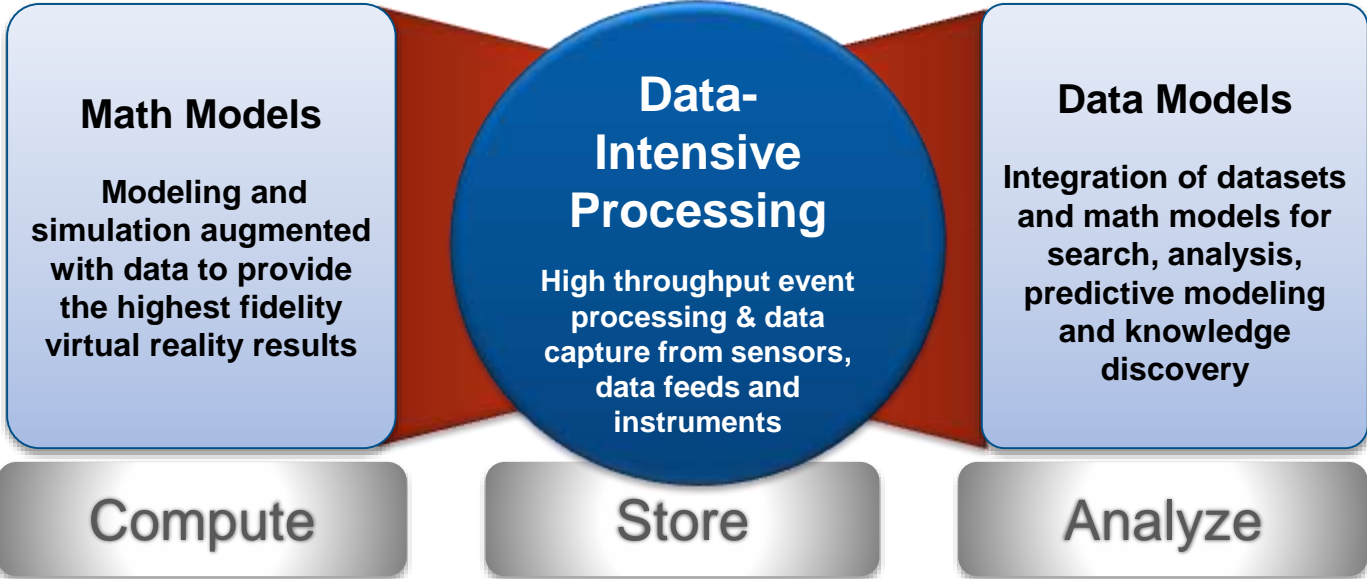 Math Models
Modeling and
simulation augmented
with data to provide
the highest fidelity
virtual reality results
Data-
Intensive
Processing
High throughput event
processing & data
capture from sensors,
data feeds and
instruments
Data Models
Integration of datasets
and math models for
search, analysis,
predictive modeling
and knowledge
discovery
Compute
Store
Analyze